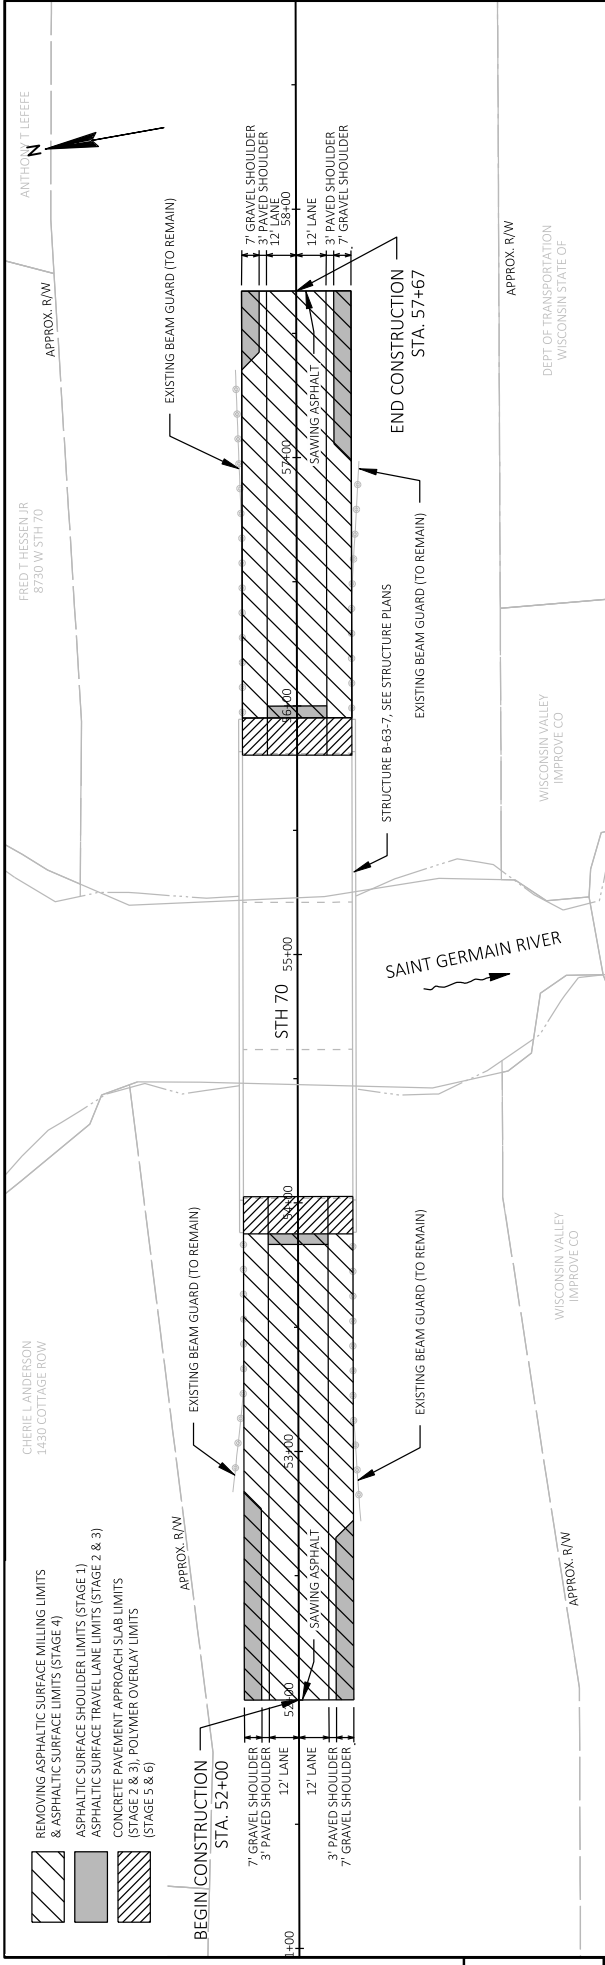 REMOVING ASPHALTIC SURFACE MILLING LIMITS
& ASPHALTIC SURFACE LIMITS (STAGE 4)
ASPHALTIC SURFACE SHOULDER LIMITS (STAGE 1)
ASPHALTIC SURFACE TRAVEL LANE LIMITS (STAGE 2 & 3)
CONCRETE PAVEMENT APPROACH SLAB LIMITS
(STAGE 2 & 3), POLYMER OVERLAY LIMITS
(STAGE 5 & 6)
CHERIE L ANDERSON
1430 COTTAGE ROW
FRED T HESSEN JR
8730 W STH 70
ANTHONY T LEFEFE
N
APPROX. R/W
APPROX. R/W
EXISTING BEAM GUARD (TO REMAIN)
EXISTING BEAM GUARD (TO REMAIN)
BEGIN CONSTRUCTION
STA. 52+00
7' GRAVEL SHOULDER
3' PAVED SHOULDER
12' LANE
12' LANE
3' PAVED SHOULDER
7' GRAVEL SHOULDER
7' GRAVEL SHOULDER
3' PAVED SHOULDER
12' LANE
12' LANE
3' PAVED SHOULDER
7' GRAVEL SHOULDER
1+00
52+00
53+00
54+00
55+00
56+00
57+00
58+00
STH 70
SAWING ASPHALT
SAWING ASPHALT
END CONSTRUCTION
STA. 57+67
STRUCTURE B-63-7, SEE STRUCTURE PLANS
SAINT GERMAIN RIVER
EXISTING BEAM GUARD (TO REMAIN)
EXISTING BEAM GUARD (TO REMAIN)
APPROX. R/W
APPROX. R/W
WISCONSIN VALLEY
IMPROVE CO
WISCONSIN VALLEY
IMPROVE CO
DEPT OF TRANSPORTATION
WISCONSIN STATE OF